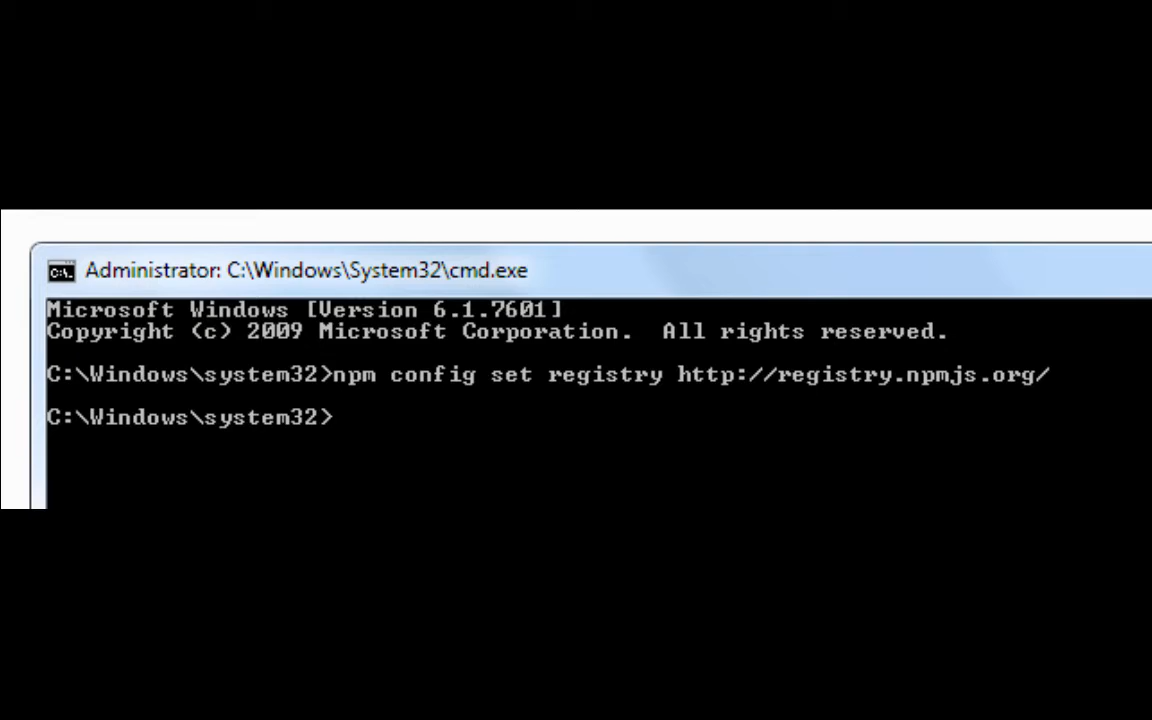 Administrator: C:\Windows\System32\cmd.exe
Microsoft Windows [Version 6.1.7601]
Copyright (c) 2009 Microsoft Corporation.  All rights reserved.
C:\Windows\system32>npm config set registry http://registry.npmjs.org/
C:\Windows\system32>